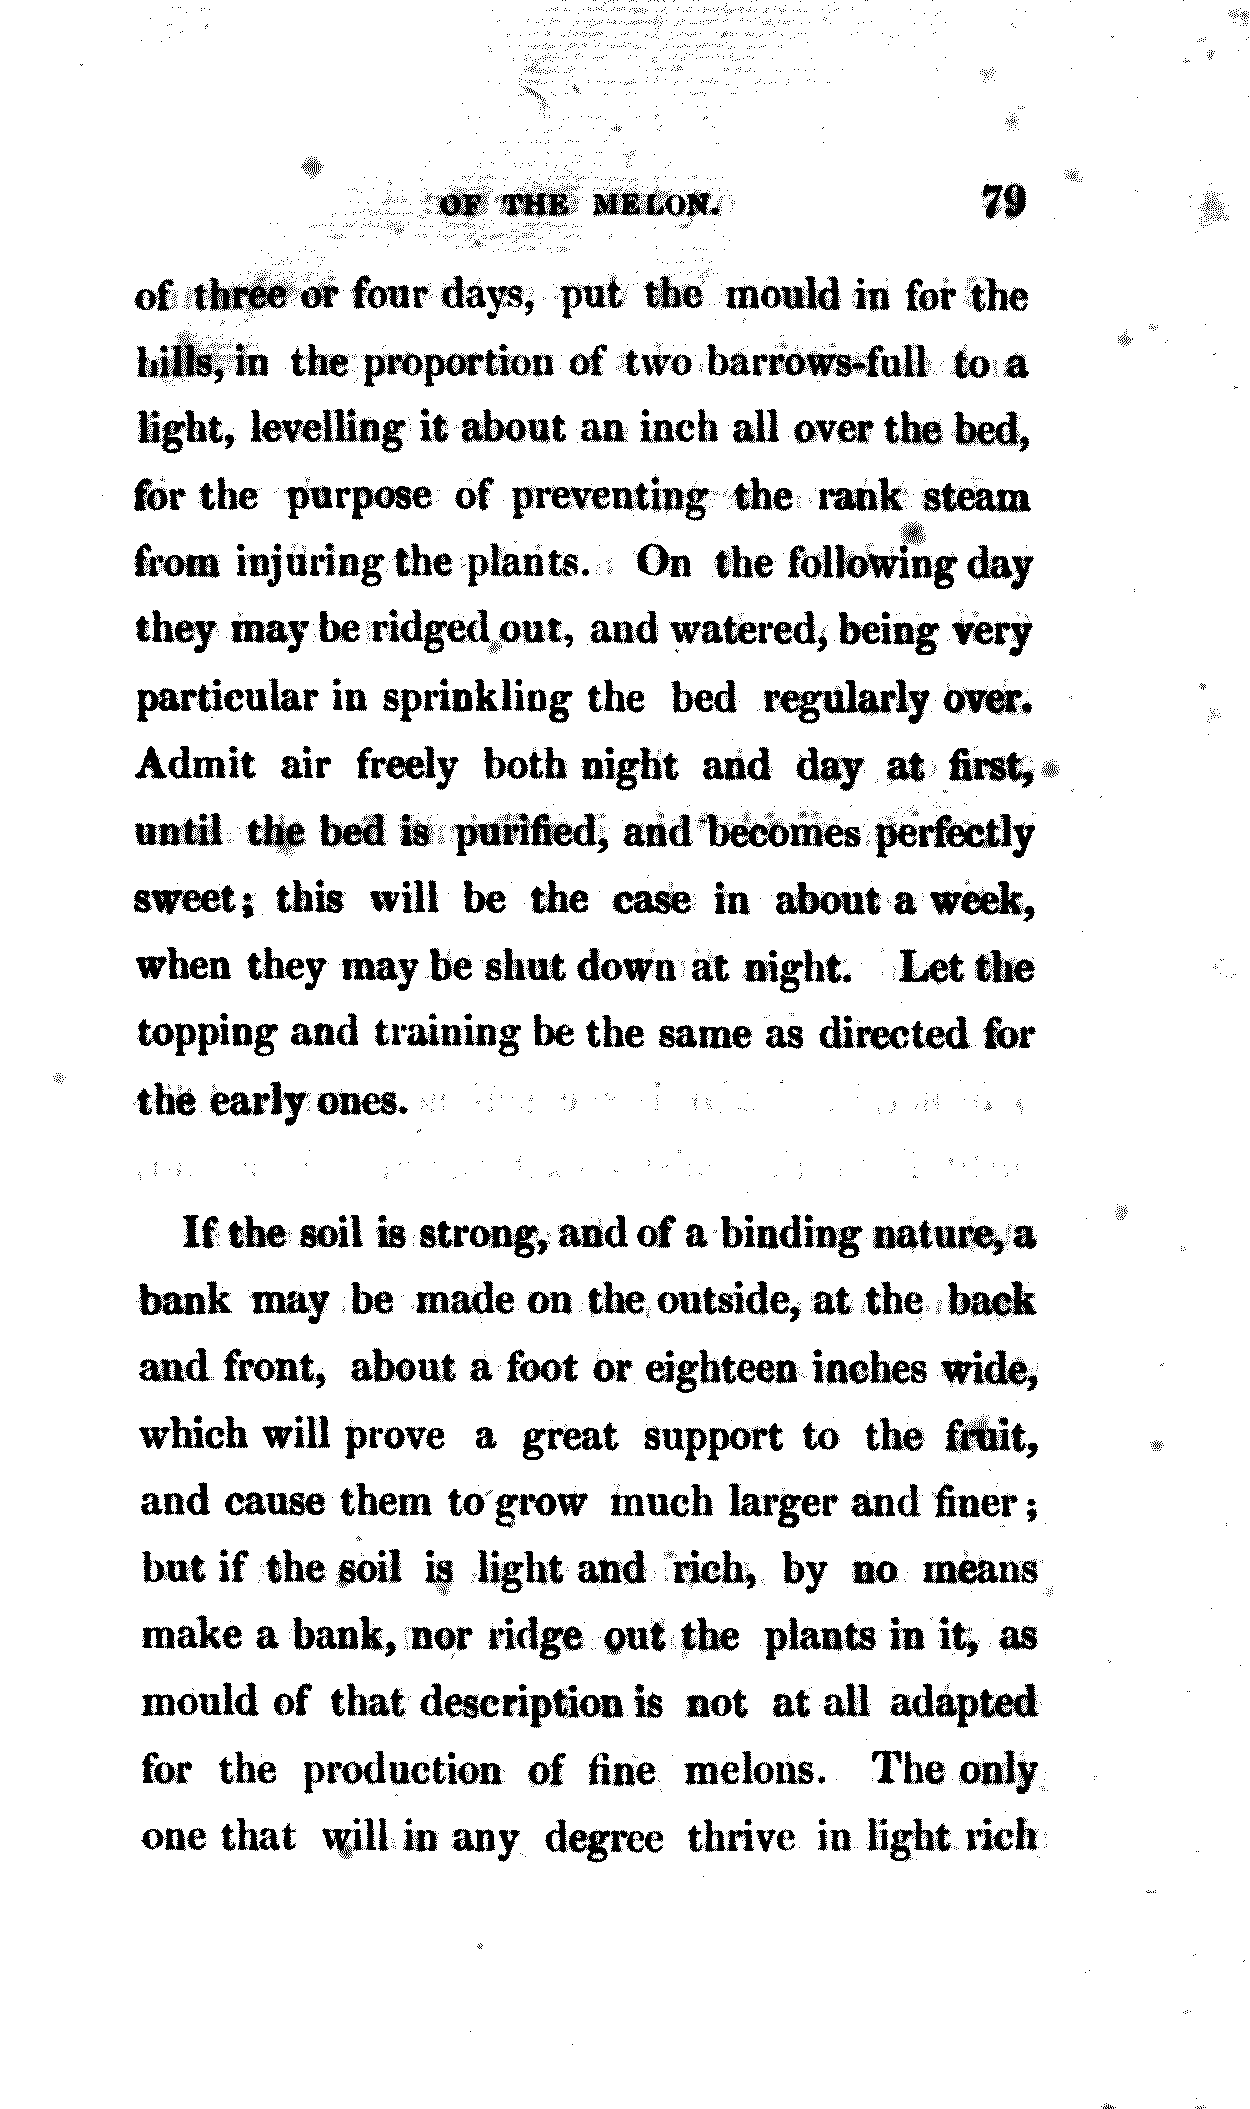 OF THE MELON. 79
of three or four days, put the mould in for the
hills, in the proportion of two barrows-full to a
light, levelling it about an inch all over the bed,
for the purpose of preventing the rank steam
from injuring the plants. On the following day
they may be ridged out, and watered, being very
particular in sprinkling the bed regularly over.
Admit air freely both night and day at first,
until the bed is purified, and becomes perfectly
sweet; this will be the case in about a week,
when they may be shut down at night. Let the
topping and training be the same as directed for
the early ones.
If the soil is strong, and of a binding nature, a
bank may be made on the outside, at the back
and front, about a foot or eighteen inches wide,
which will prove a great support to the fruit,
and cause them to grow much larger and finer;
but if the soil is light and rich, by no means
make a bank, nor ridge out the plants in it, as
mould of that description is not at all adapted
for the production of fine melons. The only
one that will in any degree thrive in light rich